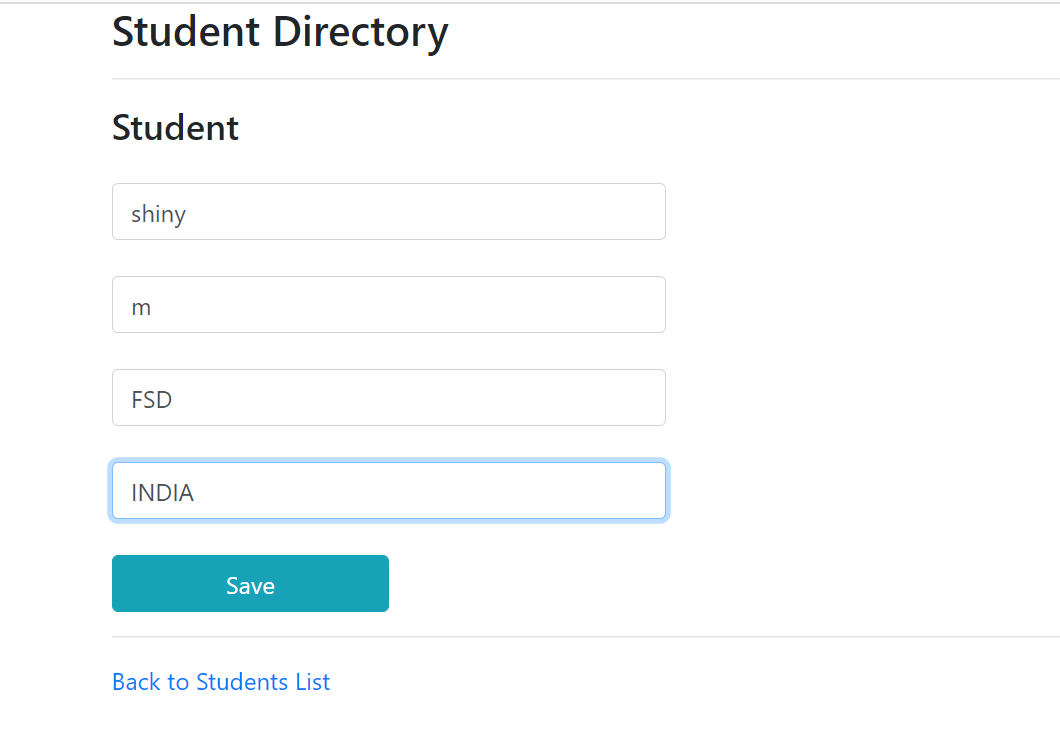 Student Directory
Student
shiny
m
FSD
INDIA
Save
Back to Students List